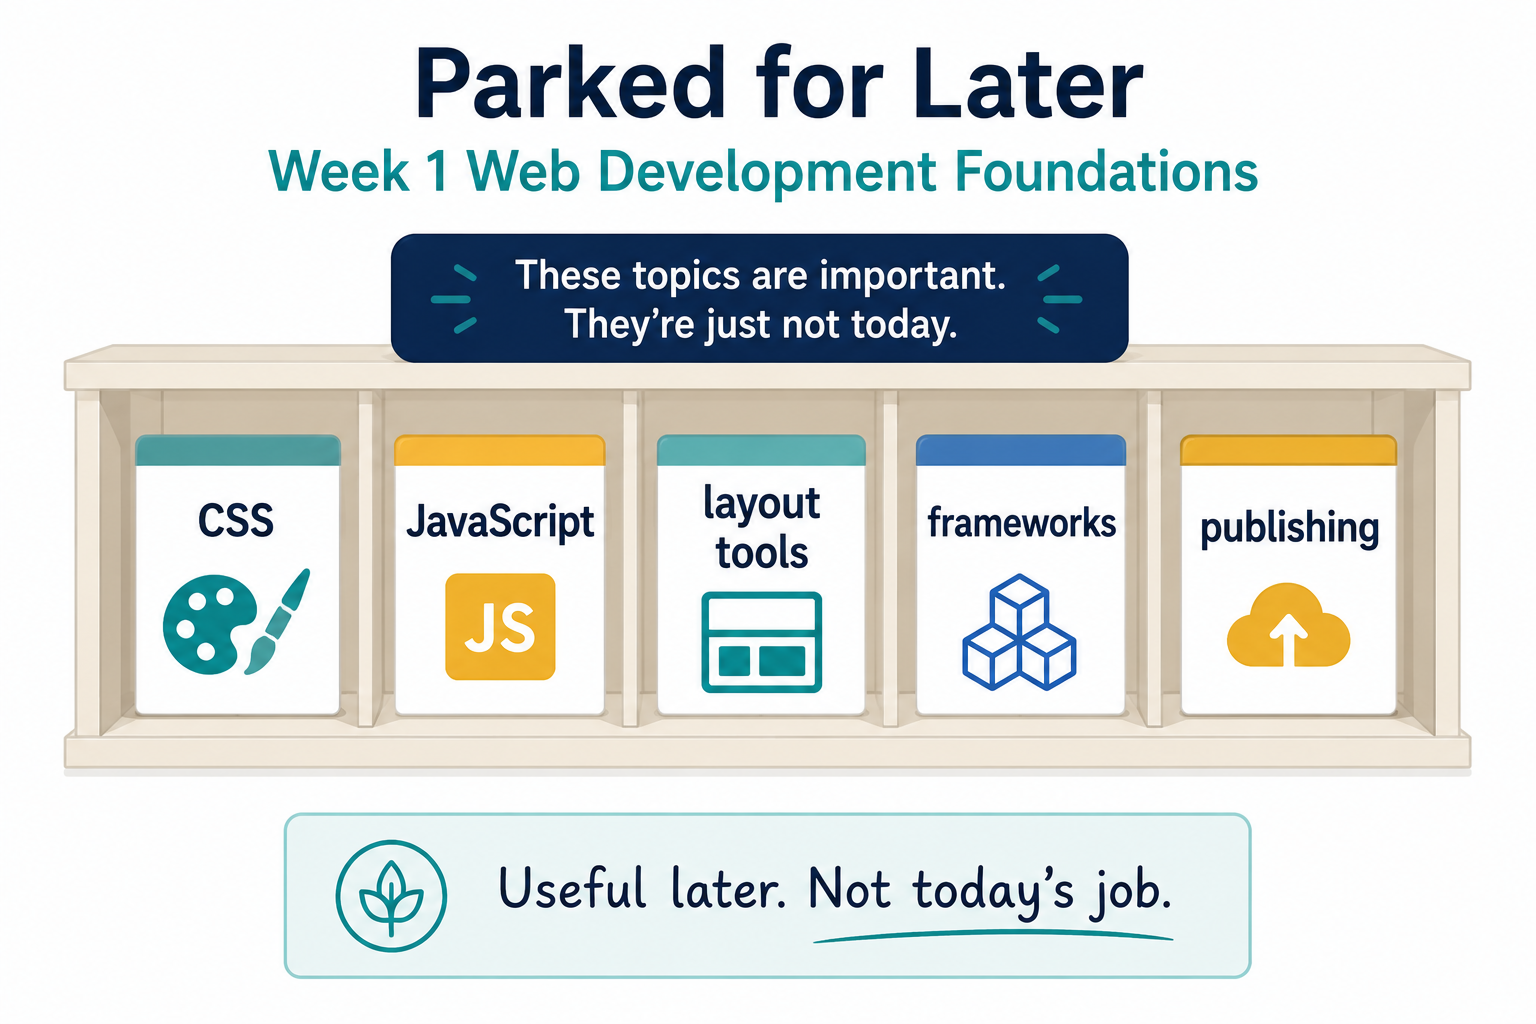 Parked for Later
Week 1 Web Development Foundations
These topics are important.
They’re just not today.
CSS
JavaScript
JS
layout
tools
frameworks
publishing
Useful later. Not today’s job.